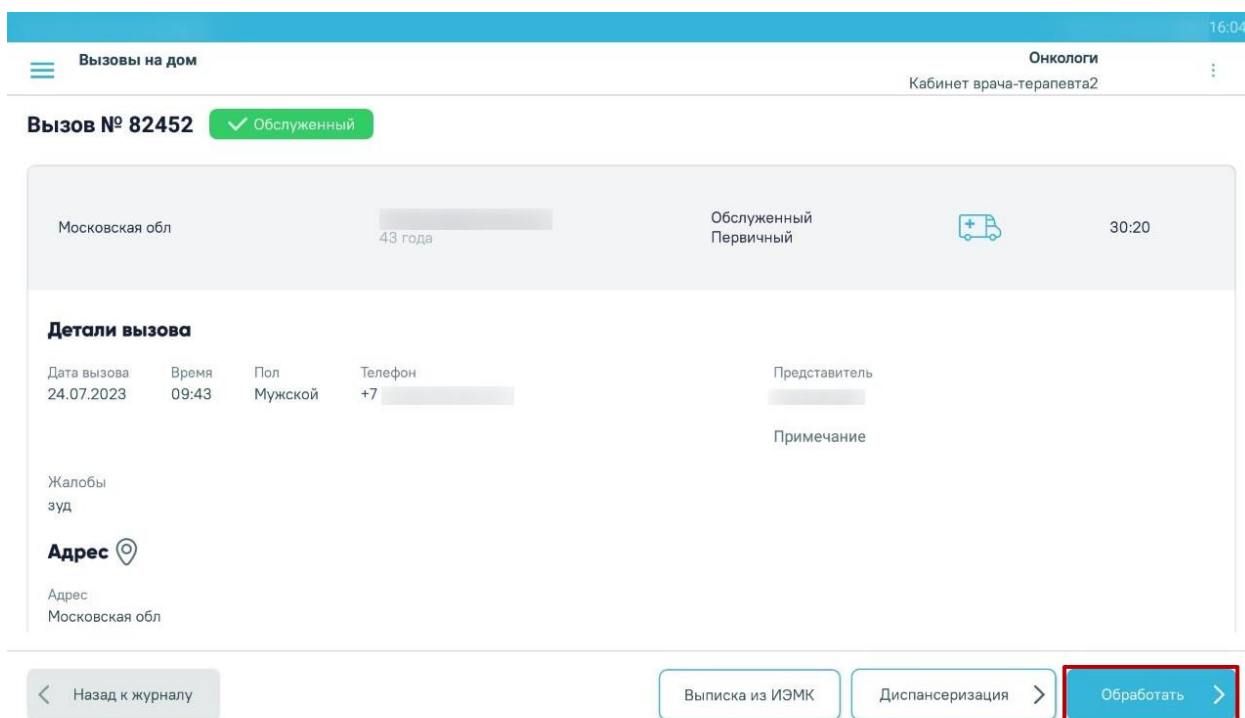 16:04
Вызовы на дом
Онкологи
Кабинет врача-терапевта2
Вызов № 82452
Обслуженный
Московская обл
43 года
Обслуженный
Первичный
30:20
Детали вызова
Дата вызова Время Пол Телефон Представитель
24.07.2023 09:43 Мужской +7
Примечание
Жалобы
зуд
Адрес
Адрес
Московская обл
Назад к журналу Выписка из ИЭМК Диспансеризация Обработать